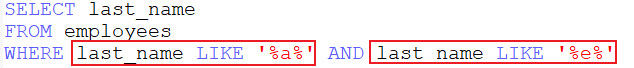 SELECT last_name
FROM employees
WHERE last_name LIKE '%a%' AND last_name LIKE '%e%'